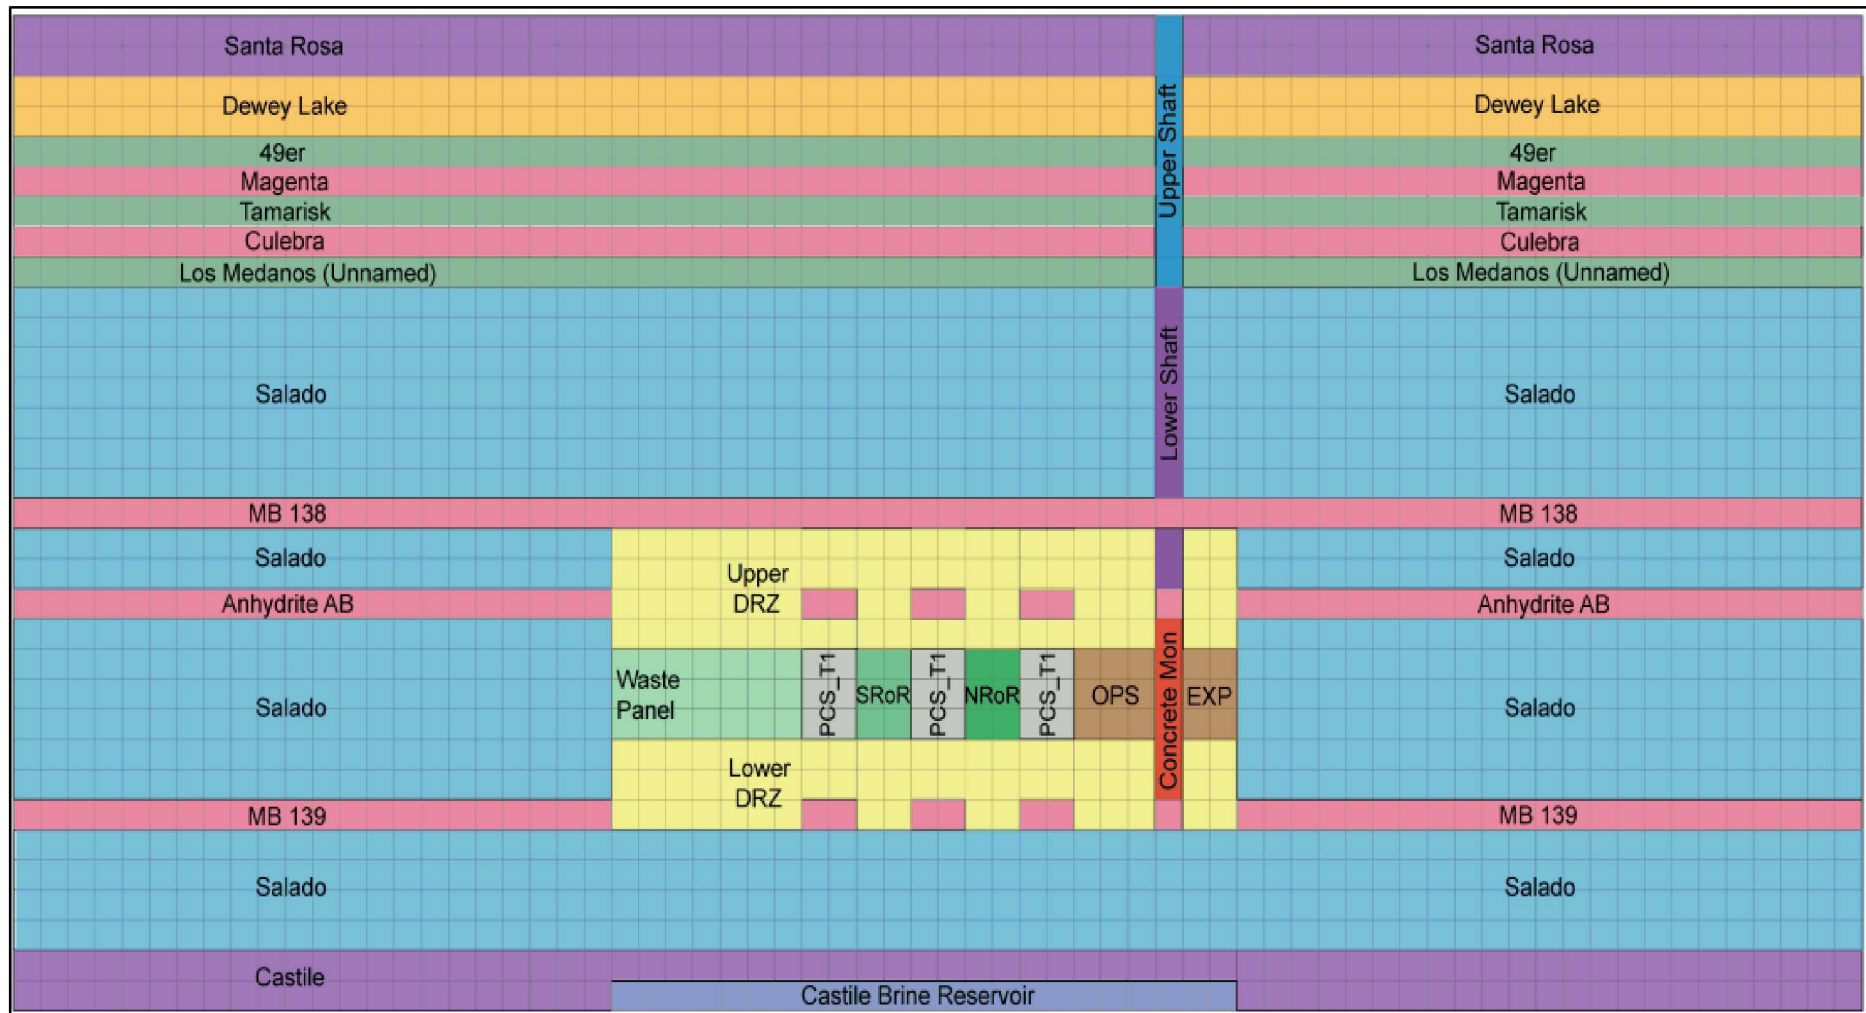 Santa Rosa
Santa Rosa
Dewey Lake
Dewey Lake
Upper Shaft
49er
49er
Magenta
Magenta
Tamarisk
Tamarisk
Culebra
Culebra
Los Medanos (Unnamed)
Los Medanos (Unnamed)
Salado
Lower Shaft
Salado
MB 138
MB 138
Salado
Salado
Upper
DRZ
Anhydrite AB
Anhydrite AB
Salado
Waste
Panel
PCS_T1
SRoR
PCS_T1
NRoR
PCS_T1
OPS
Concrete Mon
EXP
Salado
Lower
DRZ
MB 139
MB 139
Salado
Salado
Castile
Castile Brine Reservoir